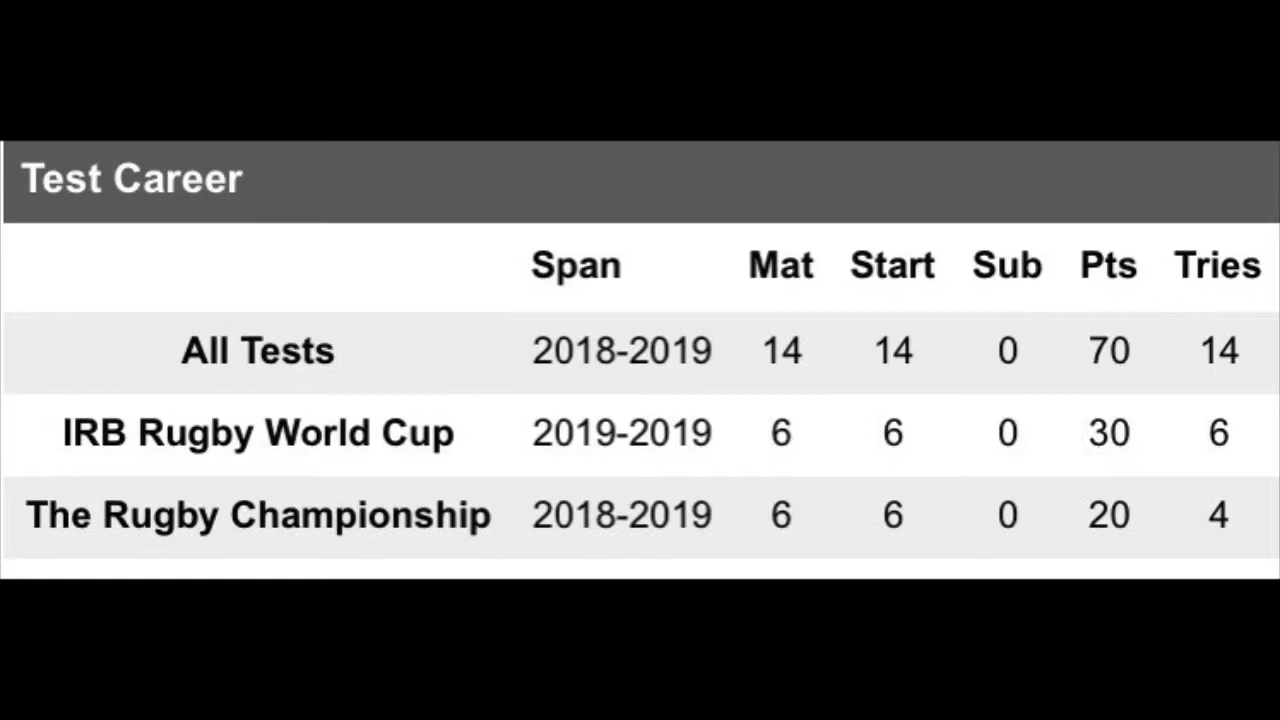 Test Career
Span Mat Start Sub Pts Tries
All Tests 2018-2019 14 14 0 70 14
IRB Rugby World Cup 2019-2019 6 6 0 30 6
The Rugby Championship 2018-2019 6 6 0 20 4